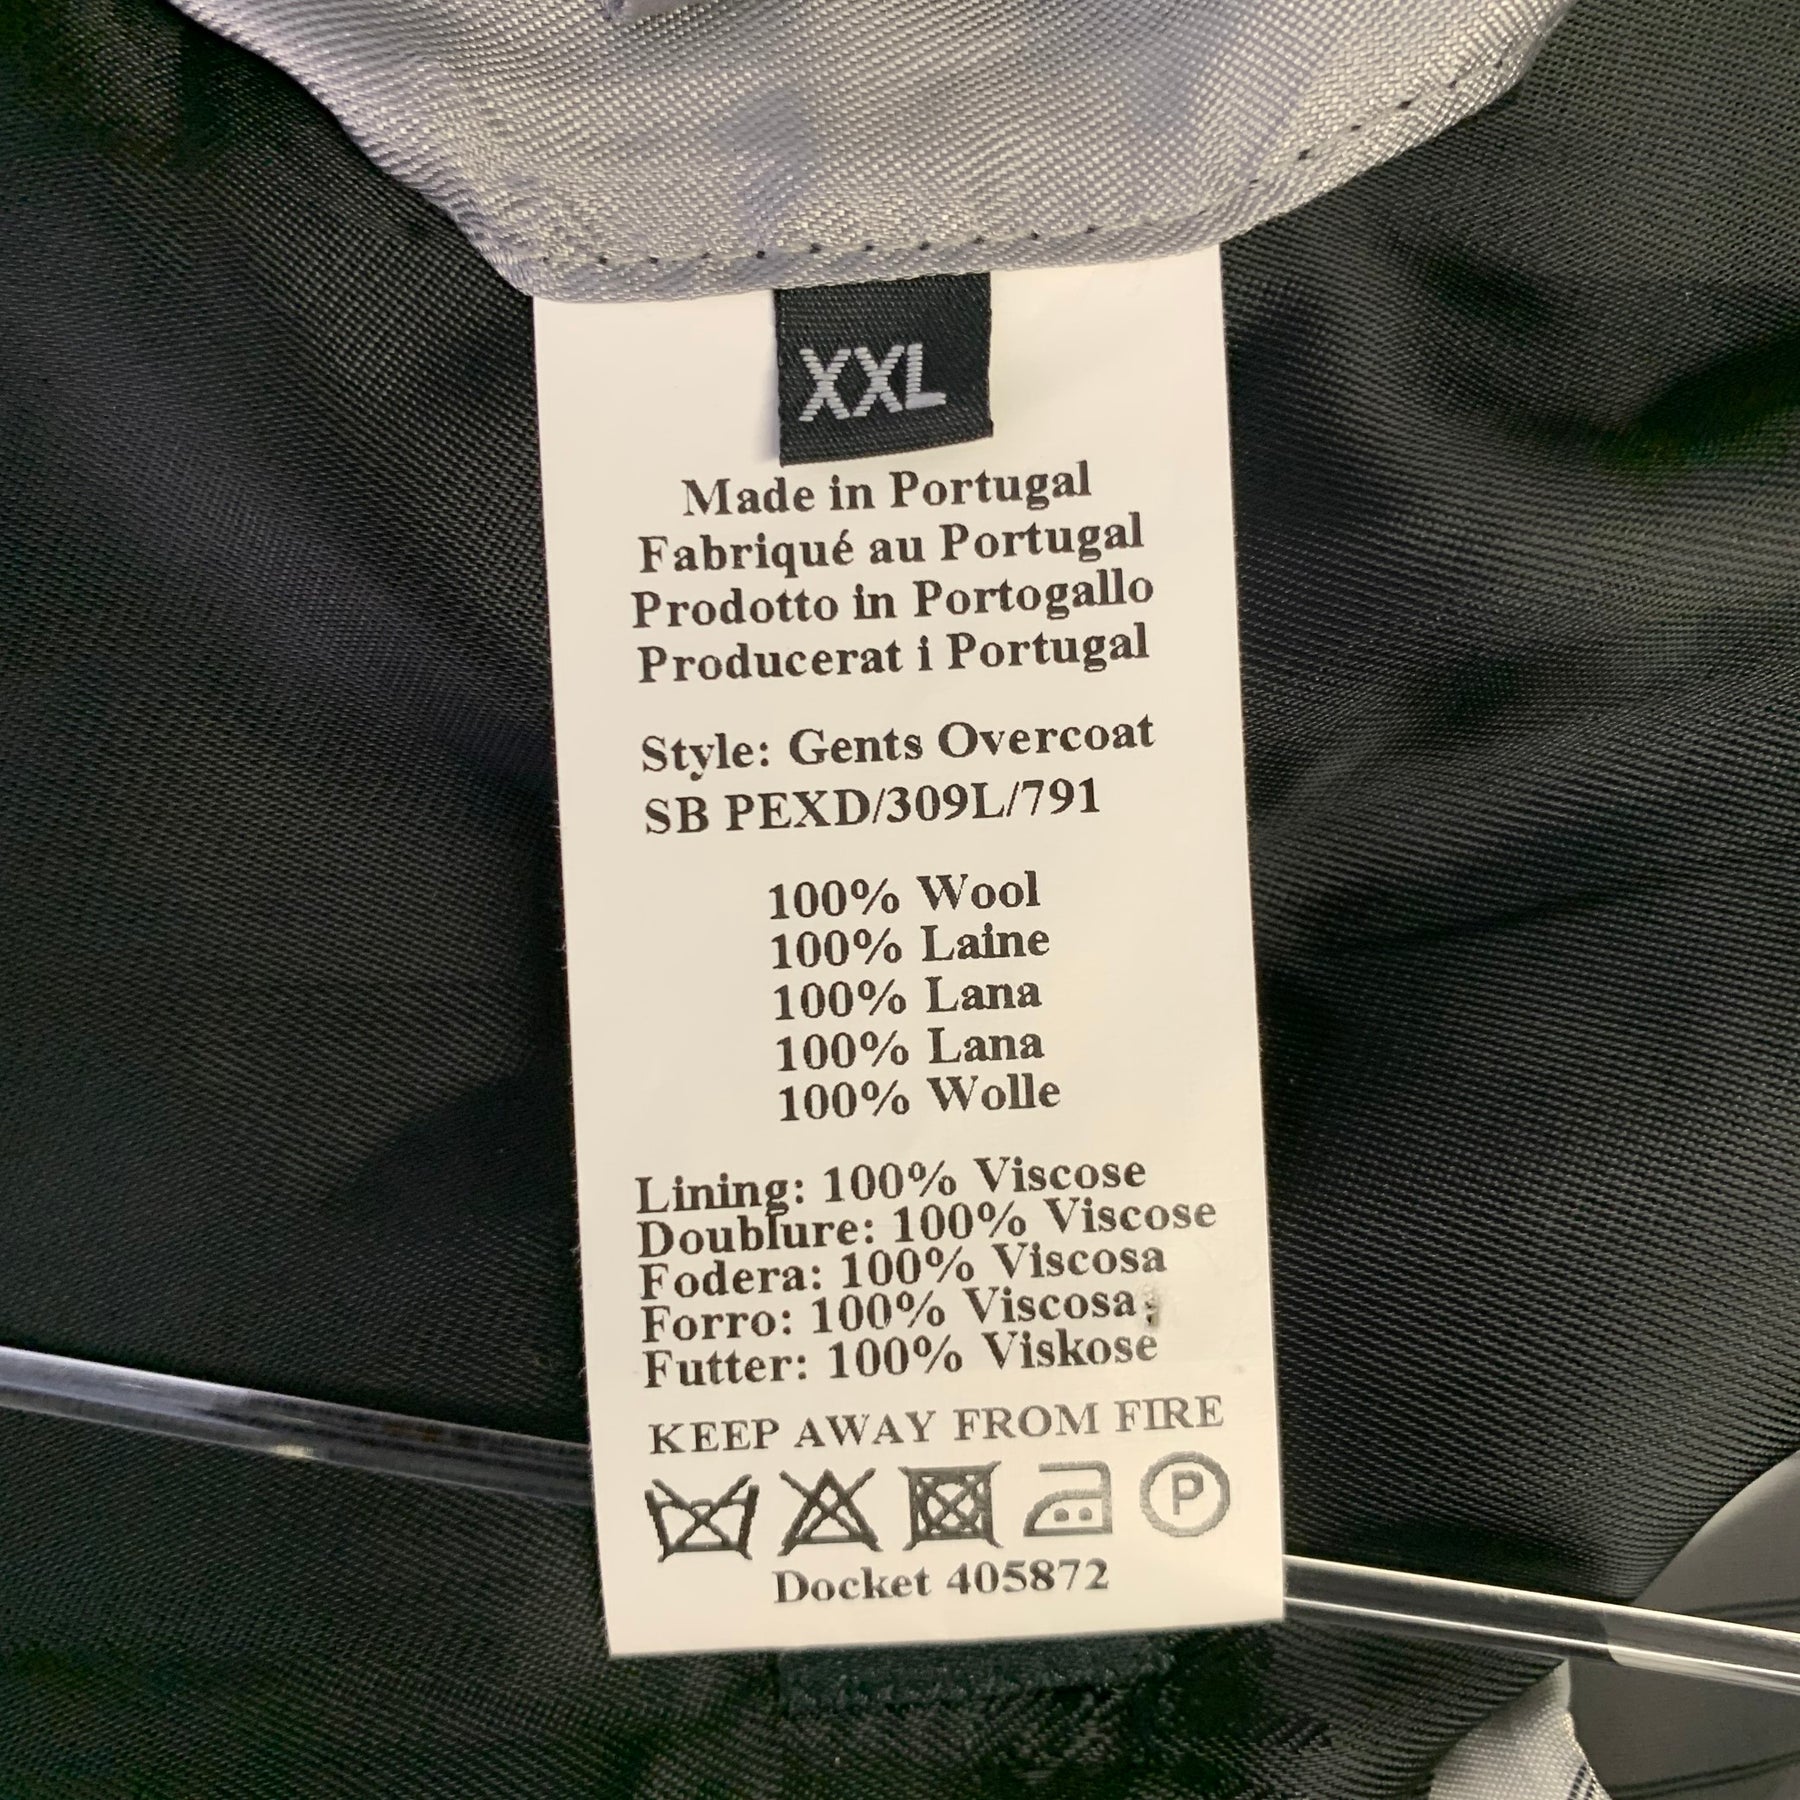 XXL
Made in Portugal
Fabriqué au Portugal
Prodotto in Portogallo
Producerat i Portugal
Style: Gents Overcoat
SB PEXD/309L/791
100% Wool
100% Laine
100% Lana
100% Lana
100% Wolle
Lining: 100% Viscose
Doublure: 100% Viscose
Fodera: 100% Viscosa
Forro: 100% Viscosa
Futter: 100% Viskose
KEEP AWAY FROM FIRE
P
Docket 405872